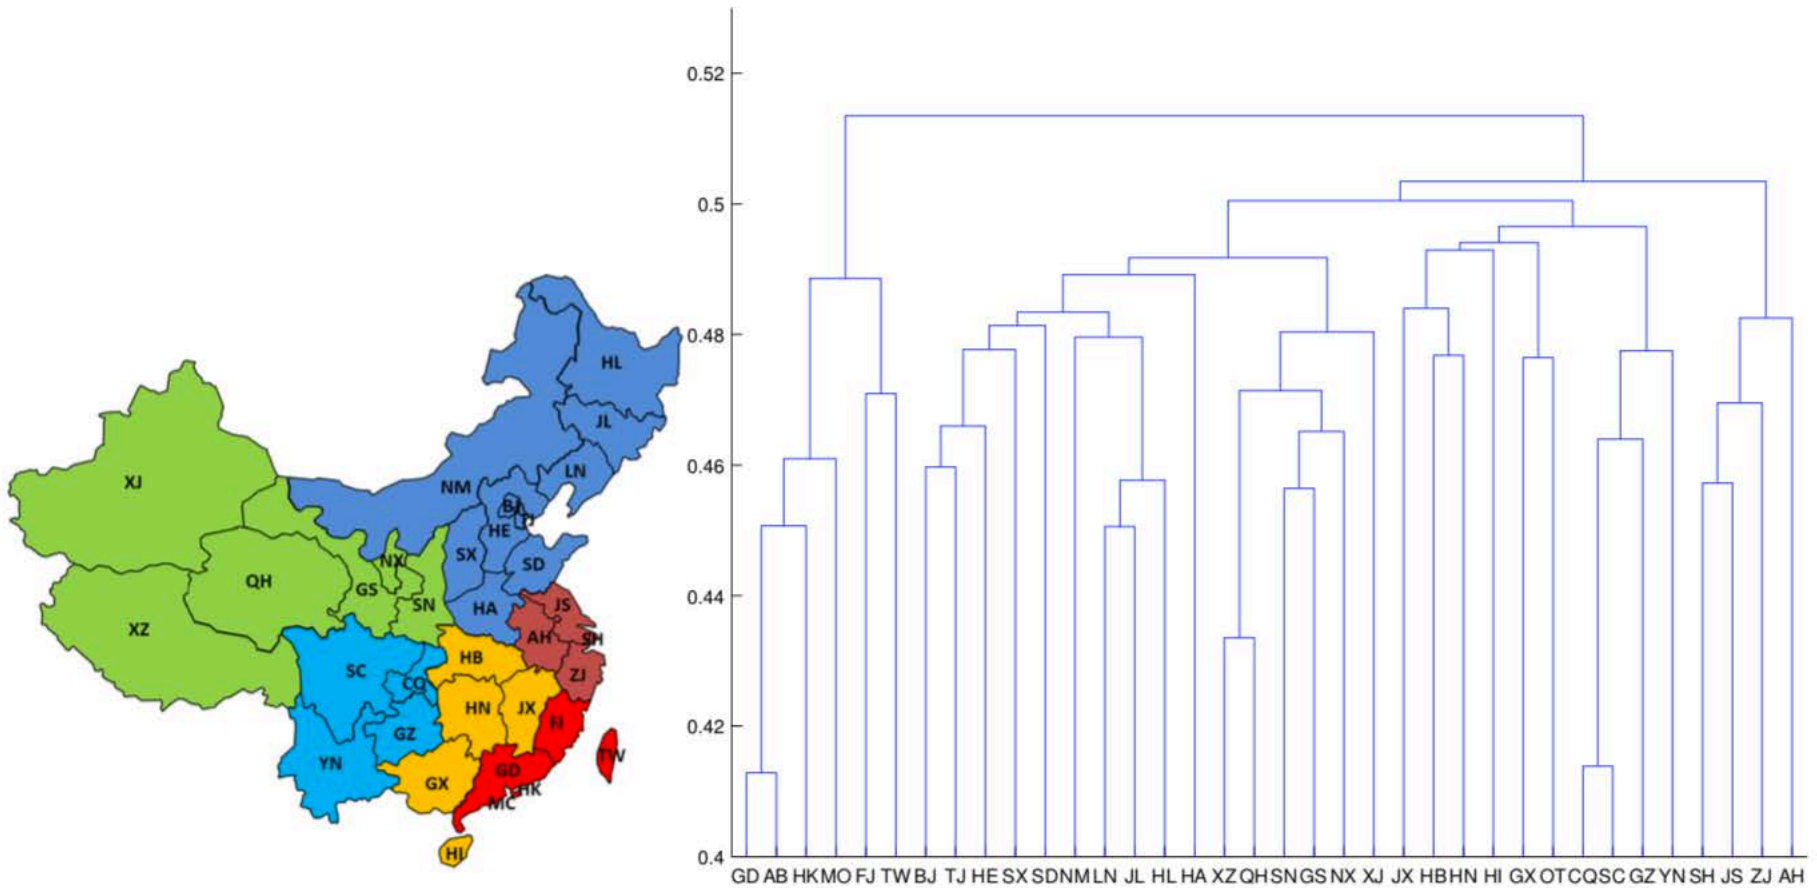 HL
JL
LN
XJ
NM
BJ
TJ
HE
NX
SX
SD
QH
GS
SN
HA
JS
XZ
AH
SH
HB
SC
ZJ
CQ
HN
JX
FJ
GZ
YN
TW
GD
GX
HK
MC
HI
0.52
0.5
0.48
0.46
0.44
0.42
0.4
GD AB HK MO FJ TW BJ TJ HE SX SD NM LN JL HL HA XZ QH SN GS NX XJ JX HB HN HI GX OT CQ SC GZ YN SH JS ZJ AH